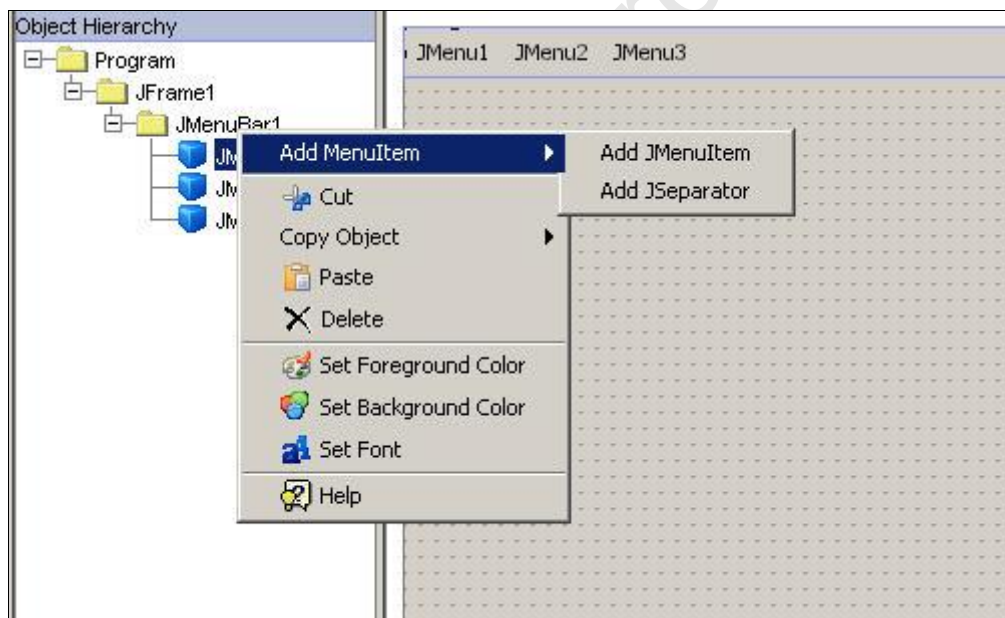 Object Hierarchy
Program
JFrame1
JMenuBar1
JMenu1 JMenu2 JMenu3
Add MenuItem
Cut
Copy Object
Paste
Delete
Set Foreground Color
Set Background Color
Set Font
Help
Add JMenuItem
Add JSeparator